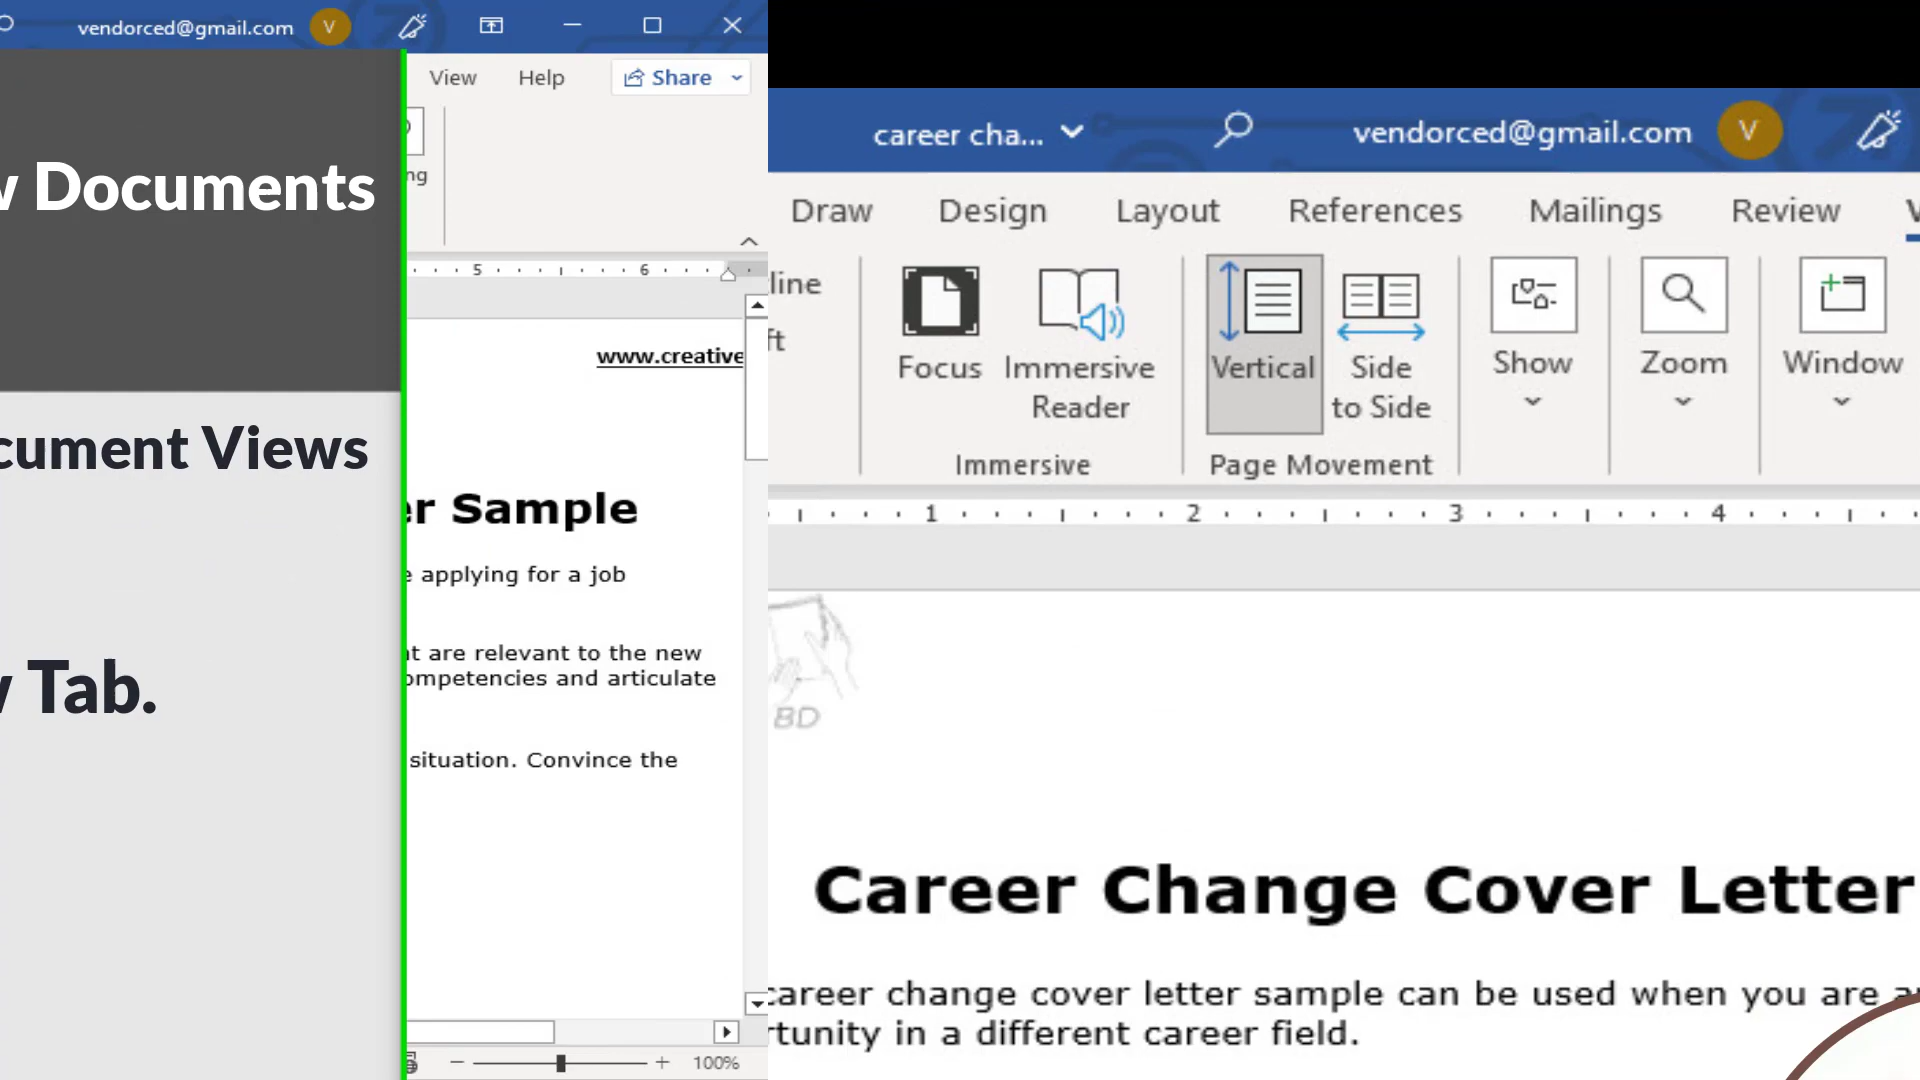 vendorced@gmail.com V
w Documents
cument Views
w Tab.
View Help Share
ng
5 6
www.creative
er Sample
e applying for a job
at are relevant to the new
ompetencies and articulate
situation. Convince the
100%
career cha... vendorced@gmail.com V
Draw Design Layout References Mailings Review
line
ft
Focus Immersive Reader Vertical Side to Side Show Zoom Window
Immersive Page Movement
1 2 3 4
BD
Career Change Cover Letter
career change cover letter sample can be used when you are
rtunity in a different career field.